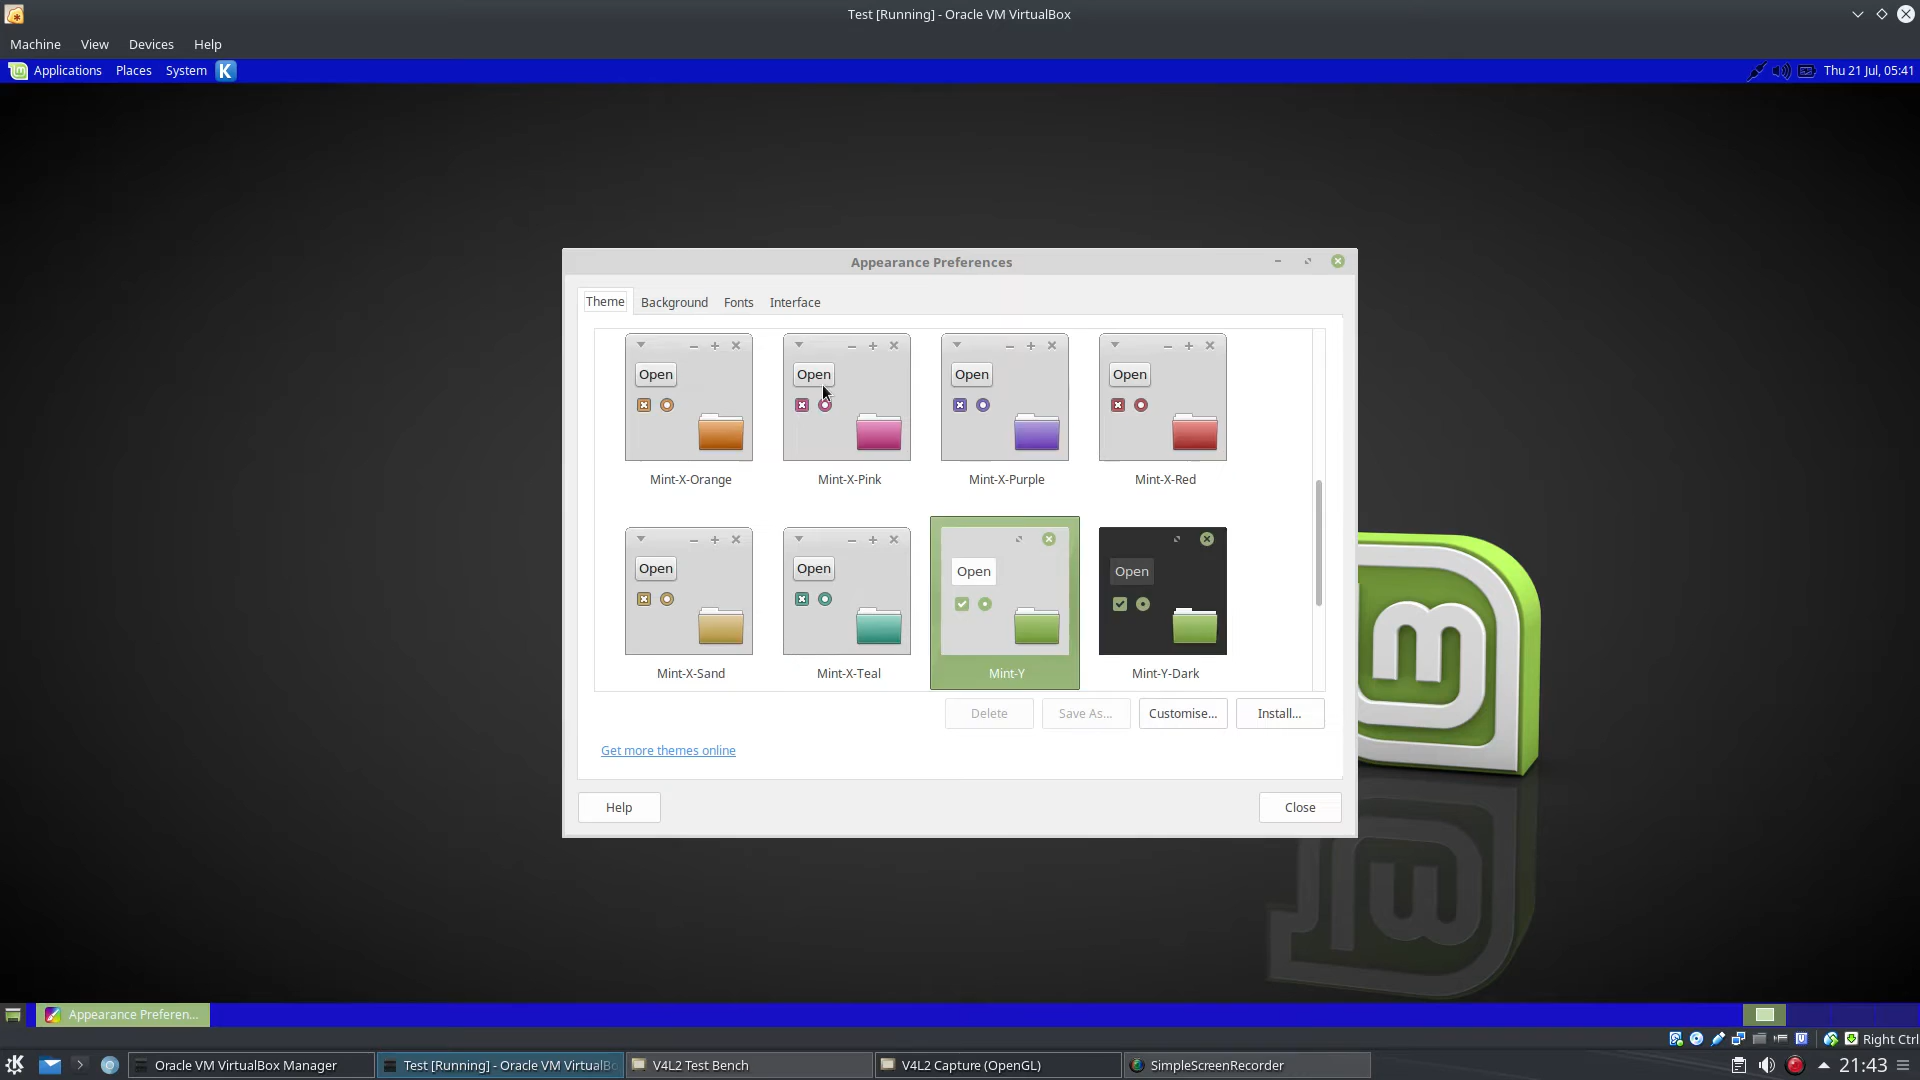 Test [Running] - Oracle VM VirtualBox
Machine View Devices Help
Applications Places System K Thu 21 Jul, 05:41
Appearance Preferences
Theme Background Fonts Interface
Open Open Open Open
Mint-X-Orange Mint-X-Pink Mint-X-Purple Mint-X-Red
Open Open Open Open
Mint-X-Sand Mint-X-Teal Mint-Y Mint-Y-Dark
Delete Save As... Customise... Install...
Get more themes online
Help Close
Appearance Preferen...
Right Ctrl
Oracle VM VirtualBox Manager Test [Running] - Oracle VM VirtualBo V4L2 Test Bench V4L2 Capture (OpenGL) SimpleScreenRecorder 21:43